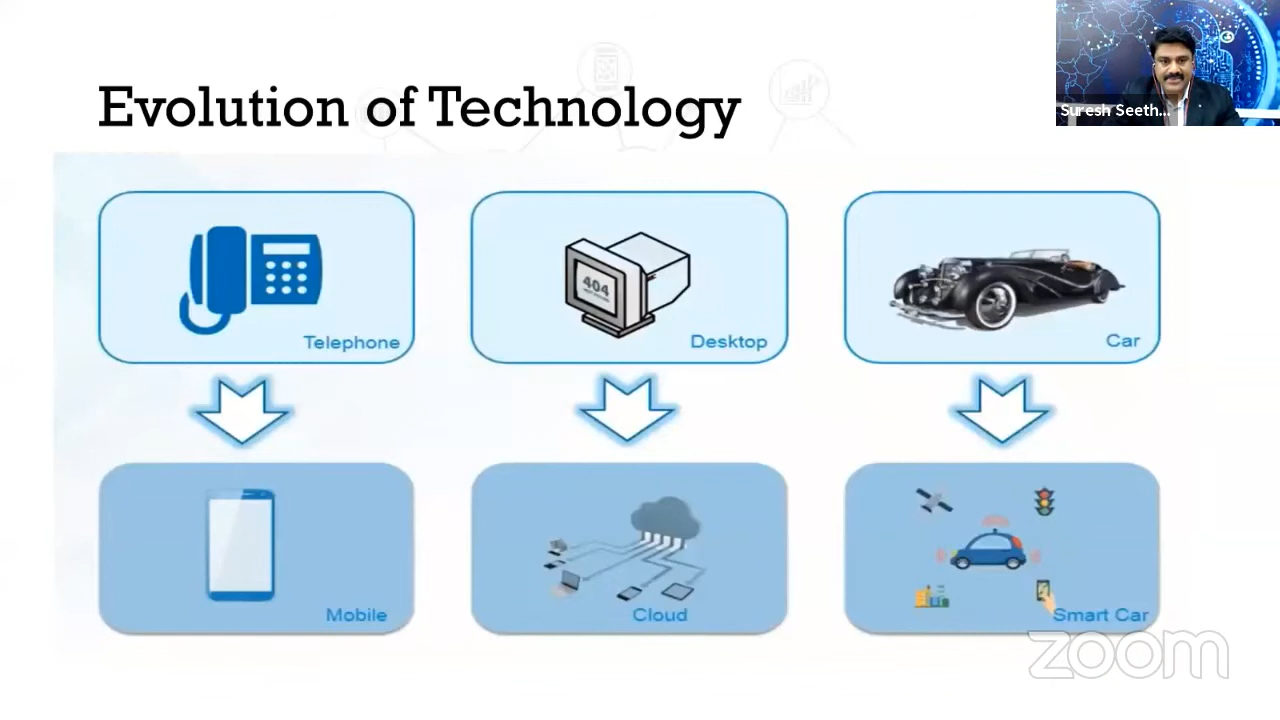 Evolution of Technology
Suresh Seeth...
Telephone
404
Desktop
Car
Mobile
Cloud
Smart Car
zoom